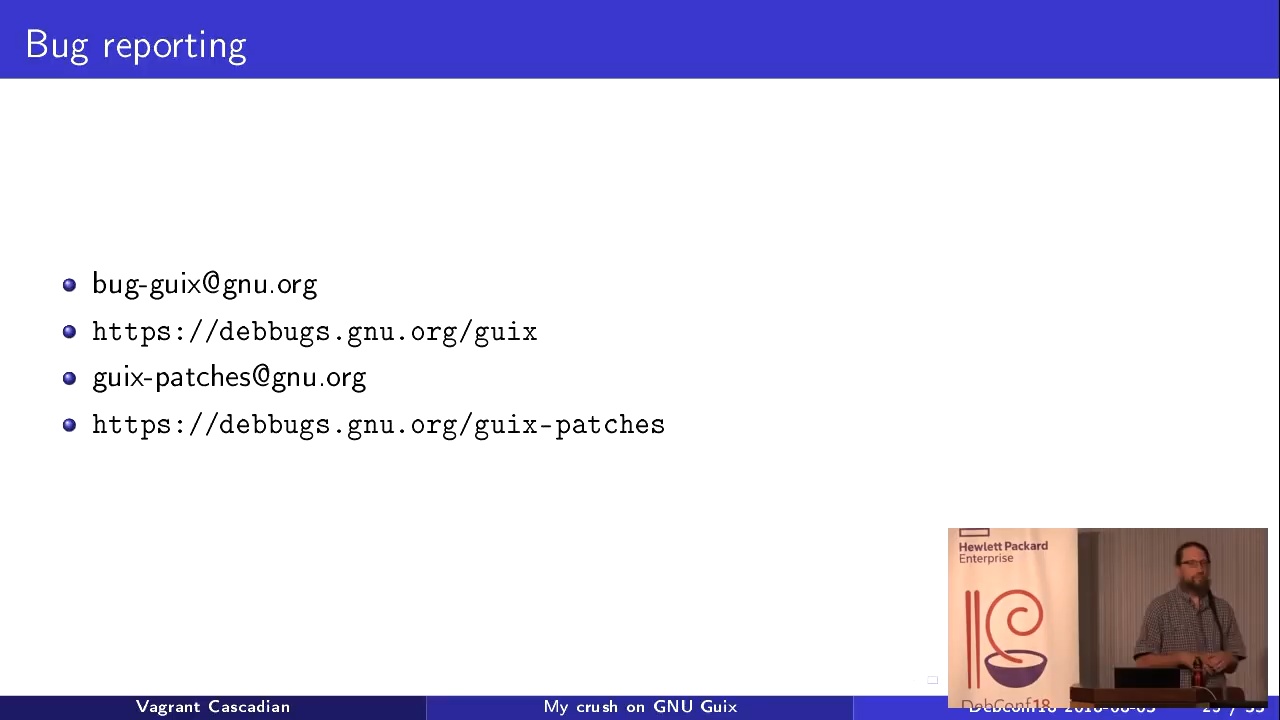 Bug reporting
bug-guix@gnu.org
https://debbugs.gnu.org/guix
guix-patches@gnu.org
https://debbugs.gnu.org/guix-patches
Hewlett Packard
Enterprise
DebConf18
Vagrant Cascadian
My crush on GNU Guix